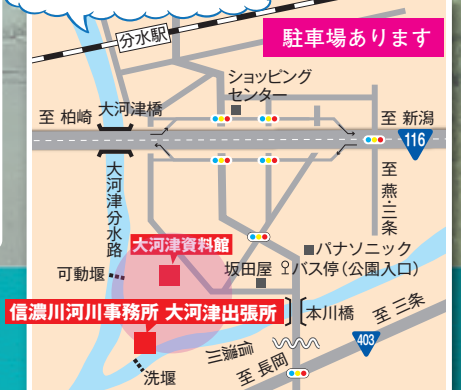 分水駅
駐車場あります
ショッピング
センター
至 柏崎
大河津橋
至 新潟
116
大河津分水路
至 燕・三条
大河津資料館
パナソニック
可動堰
坂田屋
バス停(公園入口)
信濃川河川事務所 大河津出張所
本川橋
至 三条
403
信濃川
至 長岡
洗堰